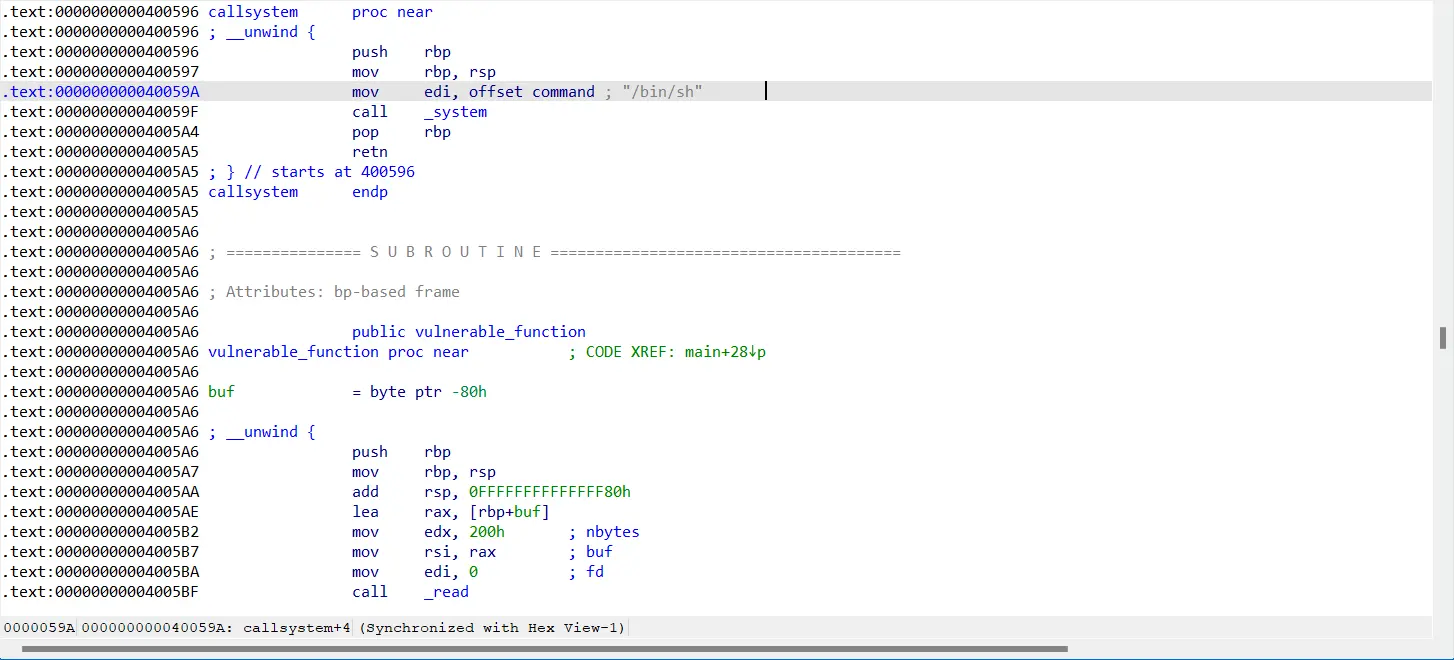 .text:0000000000400596 callsystem      proc near
.text:0000000000400596 ; __unwind {
.text:0000000000400596                 push    rbp
.text:0000000000400597                 mov     rbp, rsp
.text:000000000040059A                 mov     edi, offset command ; "/bin/sh"
.text:000000000040059F                 call    _system
.text:00000000004005A4                 pop     rbp
.text:00000000004005A5                 retn
.text:00000000004005A5 ; } // starts at 400596
.text:00000000004005A5 callsystem      endp
.text:00000000004005A5
.text:00000000004005A6
.text:00000000004005A6 ; =============== S U B R O U T I N E =======================================
.text:00000000004005A6
.text:00000000004005A6 ; Attributes: bp-based frame
.text:00000000004005A6
.text:00000000004005A6                 public vulnerable_function
.text:00000000004005A6 vulnerable_function proc near           ; CODE XREF: main+28↓p
.text:00000000004005A6
.text:00000000004005A6 buf             = byte ptr -80h
.text:00000000004005A6
.text:00000000004005A6 ; __unwind {
.text:00000000004005A6                 push    rbp
.text:00000000004005A7                 mov     rbp, rsp
.text:00000000004005AA                 add     rsp, 0FFFFFFFFFFFFFF80h
.text:00000000004005AE                 lea     rax, [rbp+buf]
.text:00000000004005B2                 mov     edx, 200h       ; nbytes
.text:00000000004005B7                 mov     rsi, rax        ; buf
.text:00000000004005BA                 mov     edi, 0          ; fd
.text:00000000004005BF                 call    _read
0000059A 000000000040059A: callsystem+4 (Synchronized with Hex View-1)